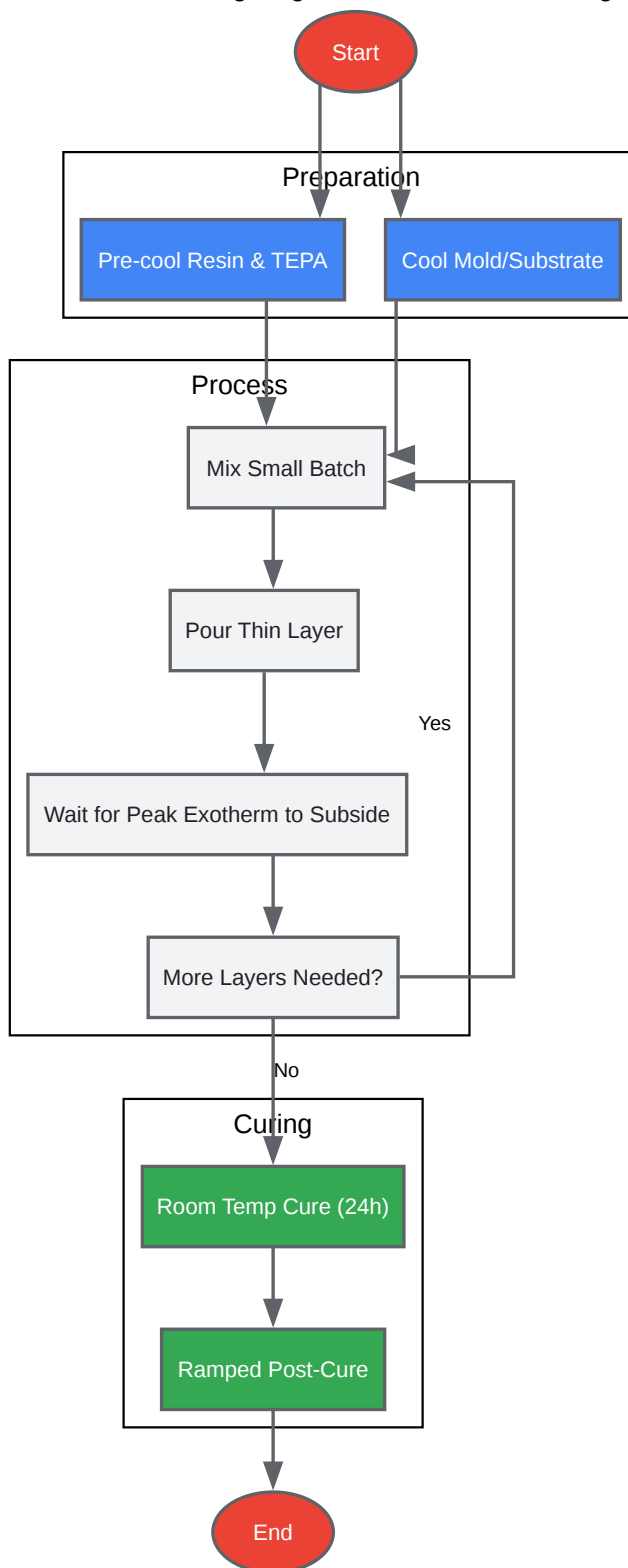 Start
Preparation
Pre-cool Resin & TEPA
Cool Mold/Substrate
Process
Mix Small Batch
Pour Thin Layer
Yes
Wait for Peak Exotherm to Subside
More Layers Needed?
No
Curing
Room Temp Cure (24h)
Ramped Post-Cure
End